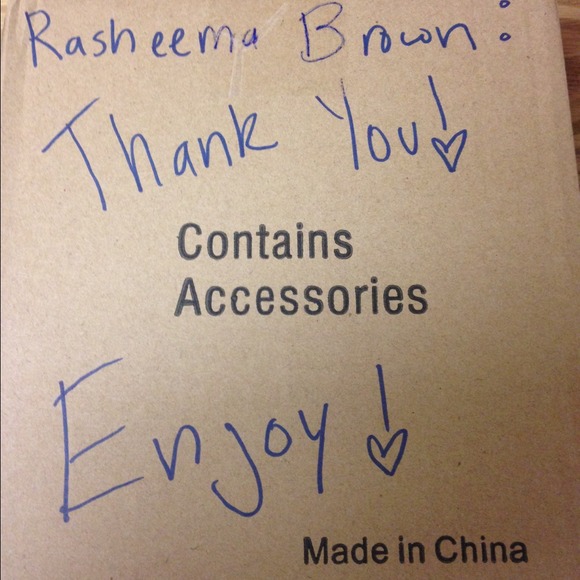 Rasheema Brown:
Thank You!
Contains
Accessories
Enjoy!
Made in China